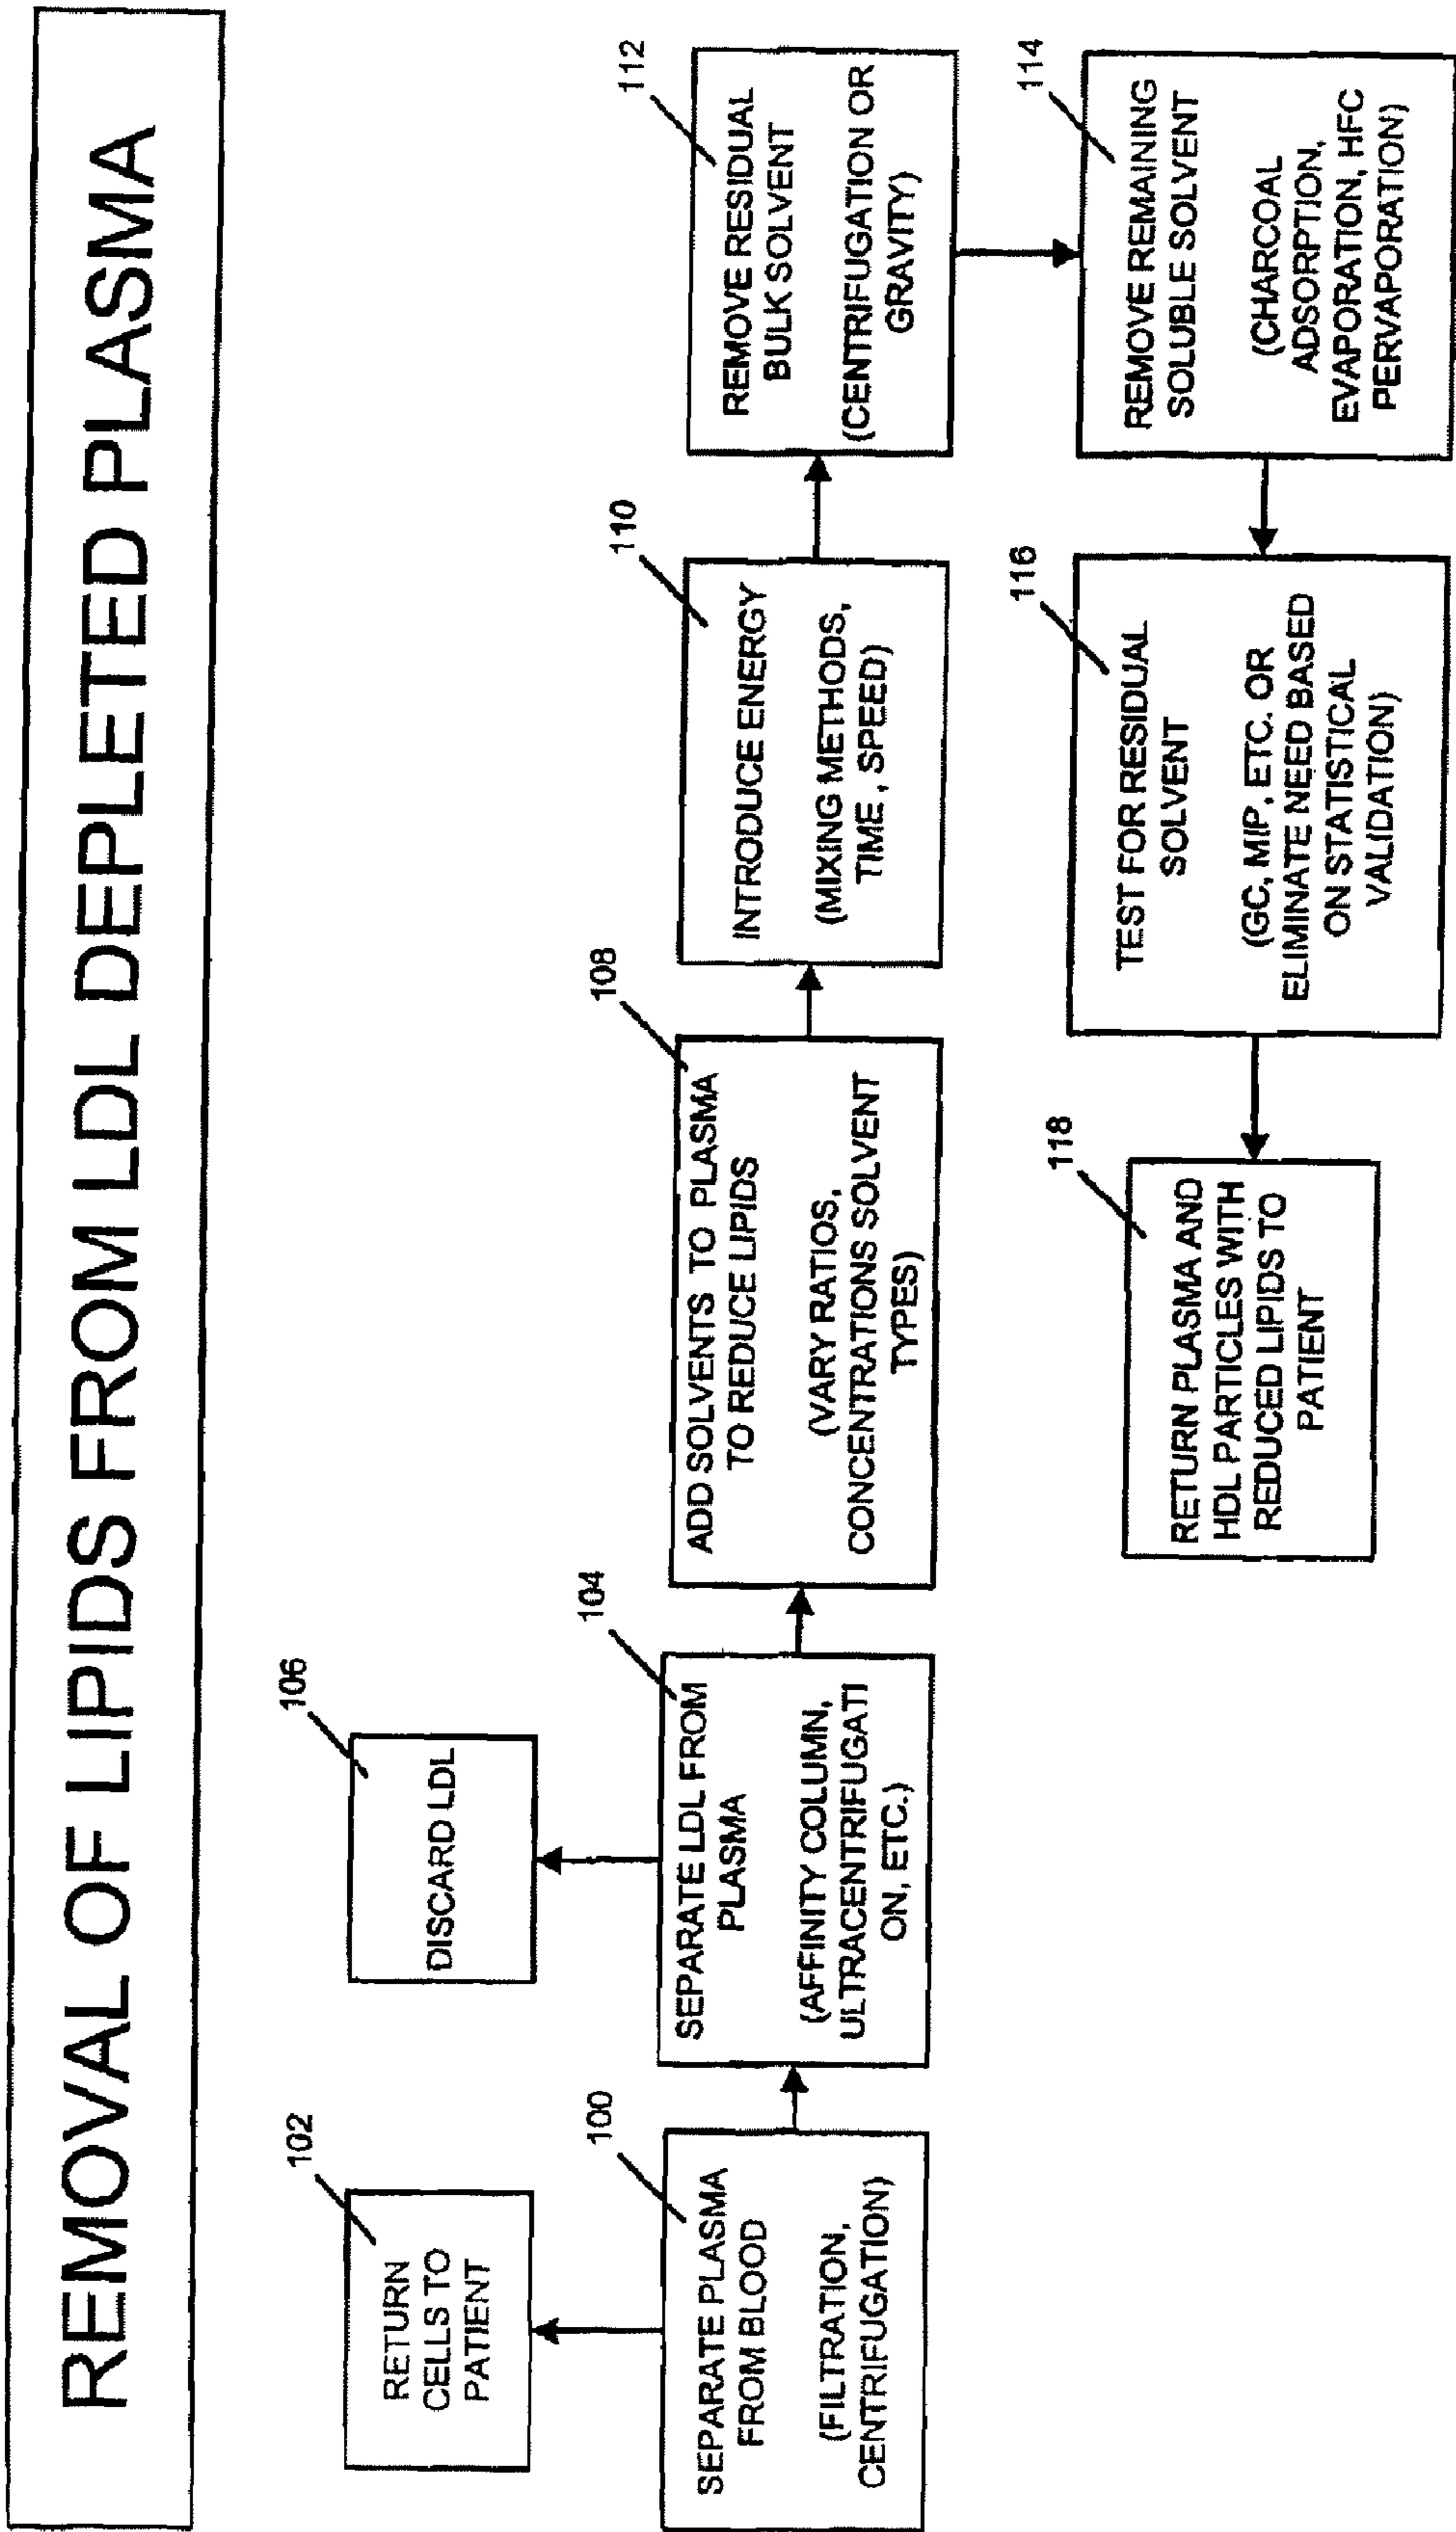 REMOVAL OF LIPIDS FROM LDL DEPLETED PLASMA
102
RETURN
CELLS TO
PATIENT
106
DISCARD LDL
100
SEPARATE PLASMA
FROM BLOOD
(FILTRATION,
CENTRIFUGATION)
104
SEPARATE LDL FROM
PLASMA
(AFFINITY COLUMN,
ULTRACENTRIFUGATI
ON, ETC.)
108
ADD SOLVENTS TO PLASMA
TO REDUCE LIPIDS
(VARY RATIOS,
CONCENTRATIONS SOLVENT
TYPES)
110
INTRODUCE ENERGY
(MIXING METHODS,
TIME , SPEED)
112
REMOVE RESIDUAL
BULK SOLVENT
(CENTRIFUGATION OR
GRAVITY)
114
REMOVE REMAINING
SOLUBLE SOLVENT
(CHARCOAL
ADSORPTION,
EVAPORATION, HFC
PERVAPORATION)
116
TEST FOR RESIDUAL
SOLVENT
(GC, MIP, ETC. OR
ELIMINATE NEED BASED
ON STATISTICAL
VALIDATION)
118
RETURN PLASMA AND
HDL PARTICLES WITH
REDUCED LIPIDS TO
PATIENT